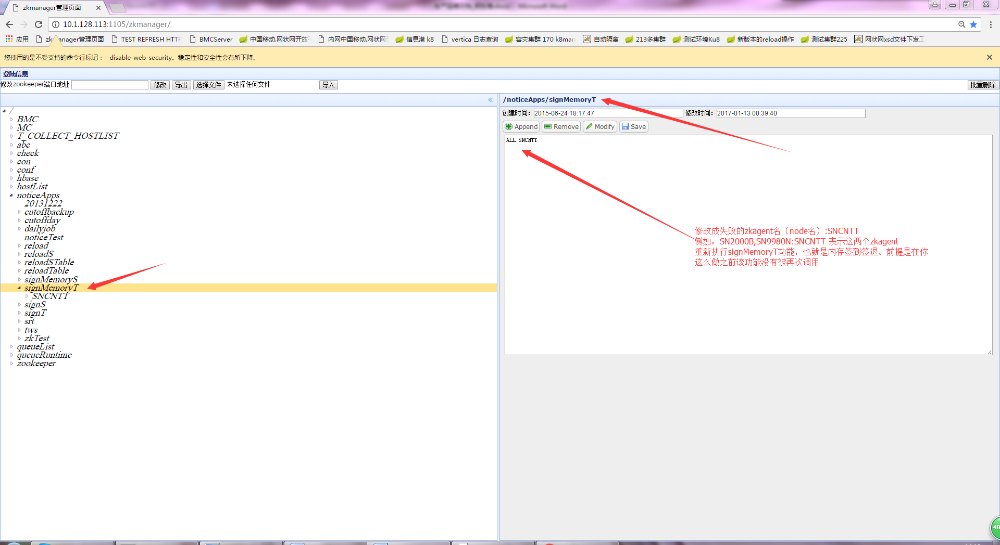 zkmanager管理页面
10.1.128.113:1105/zkmanager/
应用 zkmanager管理页面 TEST REFRESH HTTP BMCServer 中国移动.网状网开放 内网中国移动.网状网 信息港 k8 vertica 日志查询 容灾集群 170 k8man 自动隔离 213多集群 测试环境Ku8 新版本的reload操作 测试集群225 网状网xsd文件下发工
您使用的是不受支持的命令行标记：--disable-web-security。稳定性和安全性会有所下降。
登陆信息
修改zookeeper端口地址 修改 导出 选择文件 未选择任何文件 导入 批量删除
/
BMC
MC
T_COLLECT_HOSTLIST
abc
check
con
conf
hbase
hostList
noticeApps
20131222
cutoffbackup
cutoffday
dailyjob
noticeTest
reload
reloadS
reloadSTable
reloadTable
signMemoryS
signMemoryT
SNCNTT
signS
signT
srt
tws
zkTest
queueList
queueRuntime
zookeeper
/noticeApps/signMemoryT
创建时间：2015-06-24 18:17:47 修改时间：2017-01-13 00:39:40
Append Remove Modify Save
ALL:SNCNTT
修改成失败的zkagent名（node名）:SNCNTT
例如：SN2000B,SN9980N:SNCNTT 表示这两个zkagent
重新执行signMemoryT功能，也就是内存签到签退。前提是在你
这么做之前该功能没有被再次调用
40